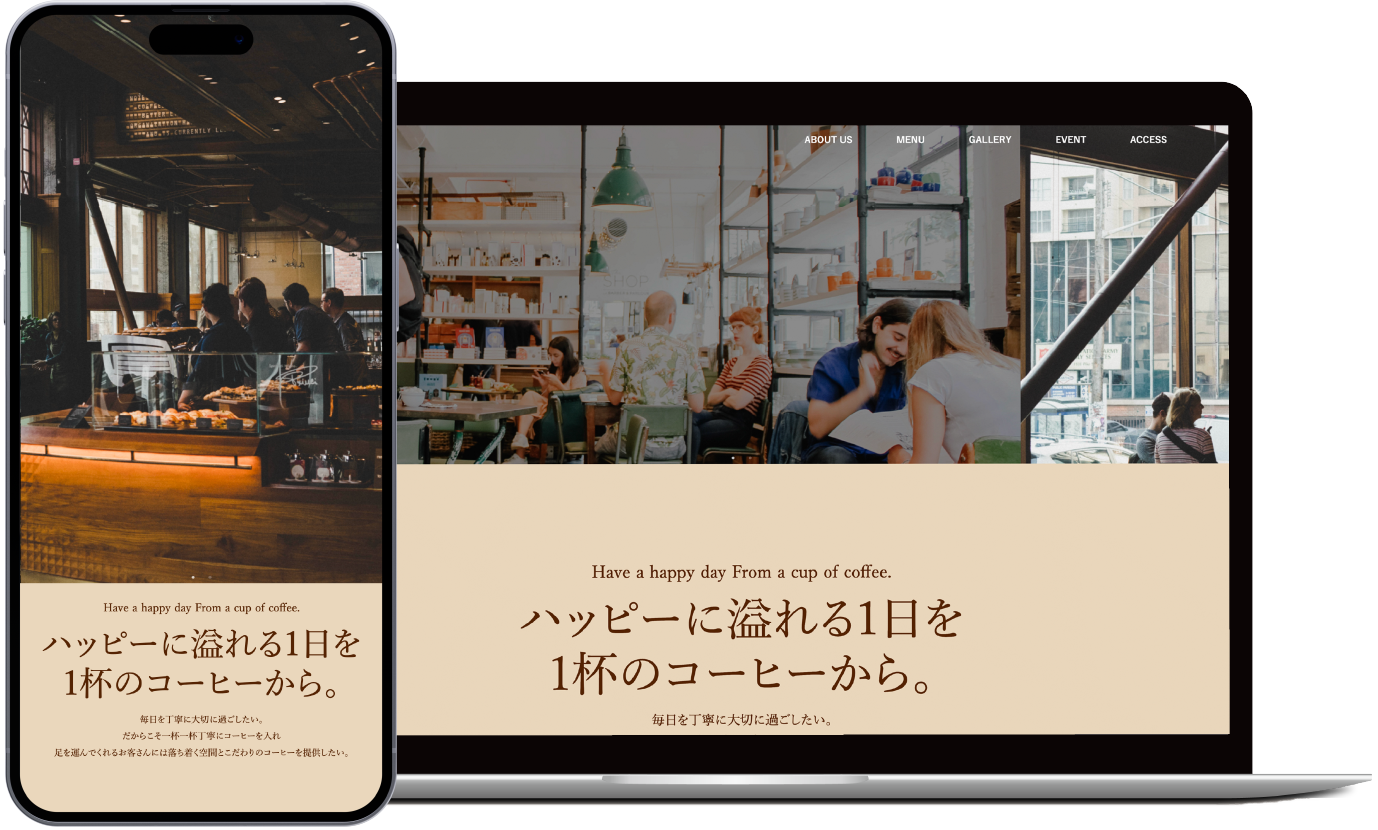 Have a happy day From a cup of coffee.
ハッピーに溢れる1日を
1杯のコーヒーから。
毎日を丁寧に大切に過ごしたい。
だからこそ一杯一杯丁寧にコーヒーを入れ
足を運んでくれるお客さんには落ち着く空間とこだわりのコーヒーを提供したい。
ABOUT US MENU GALLERY EVENT ACCESS
SHOP
Have a happy day From a cup of coffee.
ハッピーに溢れる1日を
1杯のコーヒーから。
毎日を丁寧に大切に過ごしたい。